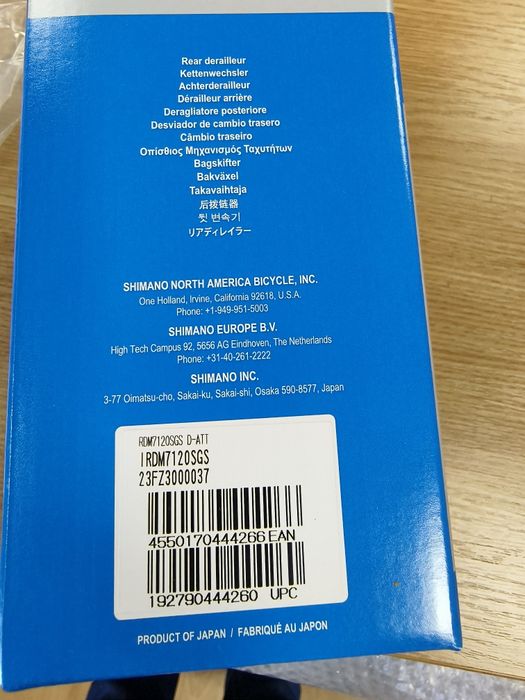 Rear derailleur
Kettenwechsler
Achterderailleur
Dérailleur arrière
Deragliatore posteriore
Desviador de cambio trasero
Câmbio traseiro
Οπίσθιος Μηχανισμός Ταχυτήτων
Bagskifter
Bakväxel
Takavaihtaja
后拨链器
뒷 변속기
リアディレイラー
SHIMANO NORTH AMERICA BICYCLE, INC.
One Holland, Irvine, California 92618, U.S.A.
Phone: +1-949-951-5003
SHIMANO EUROPE B.V.
High Tech Campus 92, 5656 AG Eindhoven, The Netherlands
Phone: +31-40-261-2222
SHIMANO INC.
3-77 Oimatsu-cho, Sakai-ku, Sakai-shi, Osaka 590-8577, Japan
RDM7120SGS D-ATT
IRDM7120SGS
23FZ3000037
4550170444266 EAN
192790444260 UPC
PRODUCT OF JAPAN / FABRIQUÉ AU JAPON